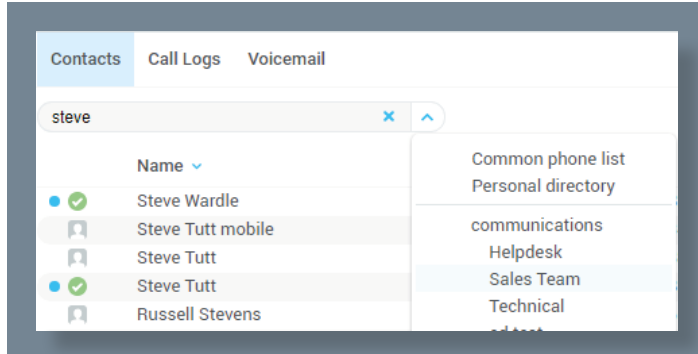 Contacts Call Logs Voicemail
steve
Name
Steve Wardle
Steve Tutt mobile
Steve Tutt
Steve Tutt
Russell Stevens
Common phone list
Personal directory
communications
Helpdesk
Sales Team
Technical